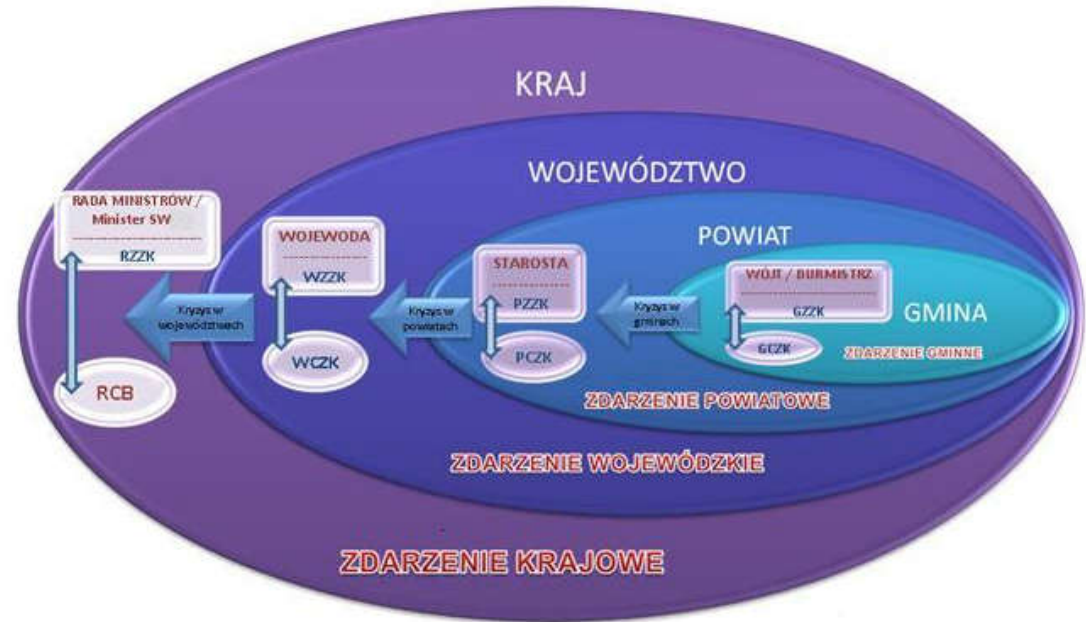 KRAJ
WOJEWÓDZTWO
POWIAT
GMINA
RADA MINISTRÓW /
Minister SW
RZZK
RCB
Kryzys w
województwach
WOJEWODA
WZZK
WCZK
Kryzys w
powiatach
STAROSTA
PZZK
PCZK
Kryzys w
gminach
WÓJT / BURMISTRZ
GZZK
GCZK
ZDARZENIE GMINNE
ZDARZENIE POWIATOWE
ZDARZENIE WOJEWÓDZKIE
ZDARZENIE KRAJOWE